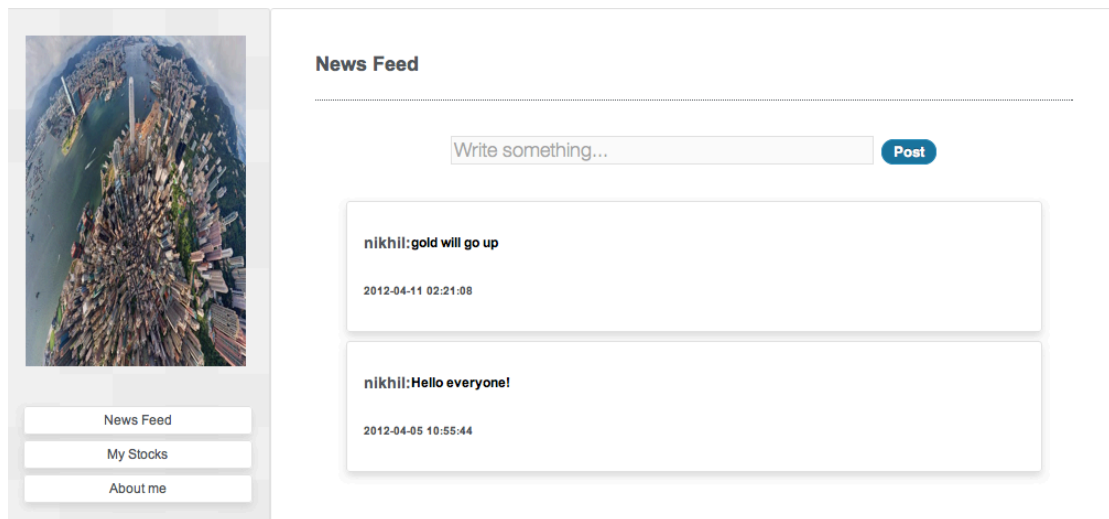 News Feed
Write something...
Post
nikhil:gold will go up
2012-04-11 02:21:08
nikhil:Hello everyone!
2012-04-05 10:55:44
News Feed
My Stocks
About me